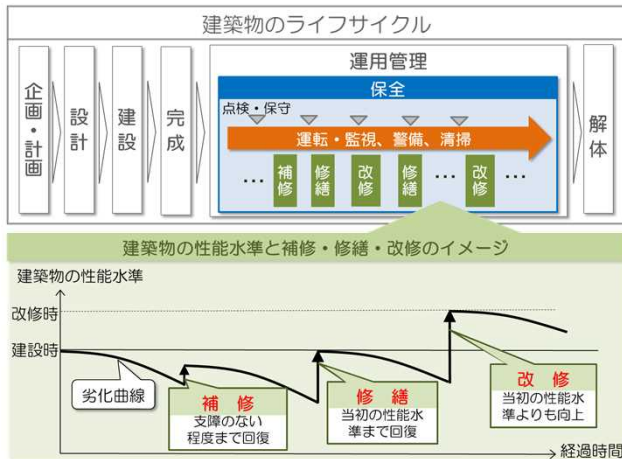 建築物のライフサイクル
企画・計画
設計
建設
完成
運用管理
保全
点検・保守
運転・監視、警備、清掃
… 補修 修繕 改修 修繕 … 改修 …
解体
建築物の性能水準と補修・修繕・改修のイメージ
建築物の性能水準
改修時
建設時
劣化曲線
補 修
支障のない
程度まで回復
修 繕
当初の性能水
準まで回復
改 修
当初の性能水
準よりも向上
経過時間